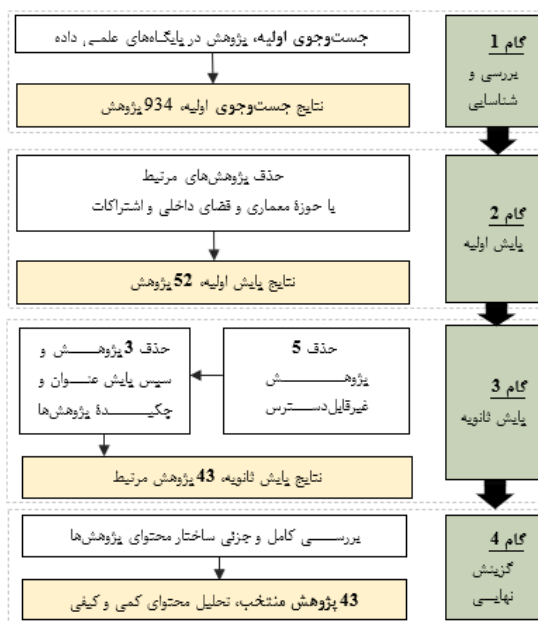 گام 1
بررسی و
شناسایی
جست‌وجوی اولیه، پژوهش در پایگاه‌های علمی داده
نتایج جست‌وجوی اولیه، 934 پژوهش
گام 2
پایش اولیه
حذف پژوهش‌های مرتبط
با حوزۀ معماری و فضای داخلی و اشتراکات
نتایج پایش اولیه، 52 پژوهش
گام 3
پایش ثانویه
حذف 5
پژوهش
غیرقابل‌دسترس
حذف 3 پژوهش و
سپس پایش عنوان و
چکیدۀ پژوهش‌ها
نتایج پایش ثانویه، 43 پژوهش مرتبط
گام 4
گزینش
نهایی
بررسی کامل و جزئی ساختار محتوای پژوهش‌ها
43 پژوهش منتخب، تحلیل محتوای کمی و کیفی